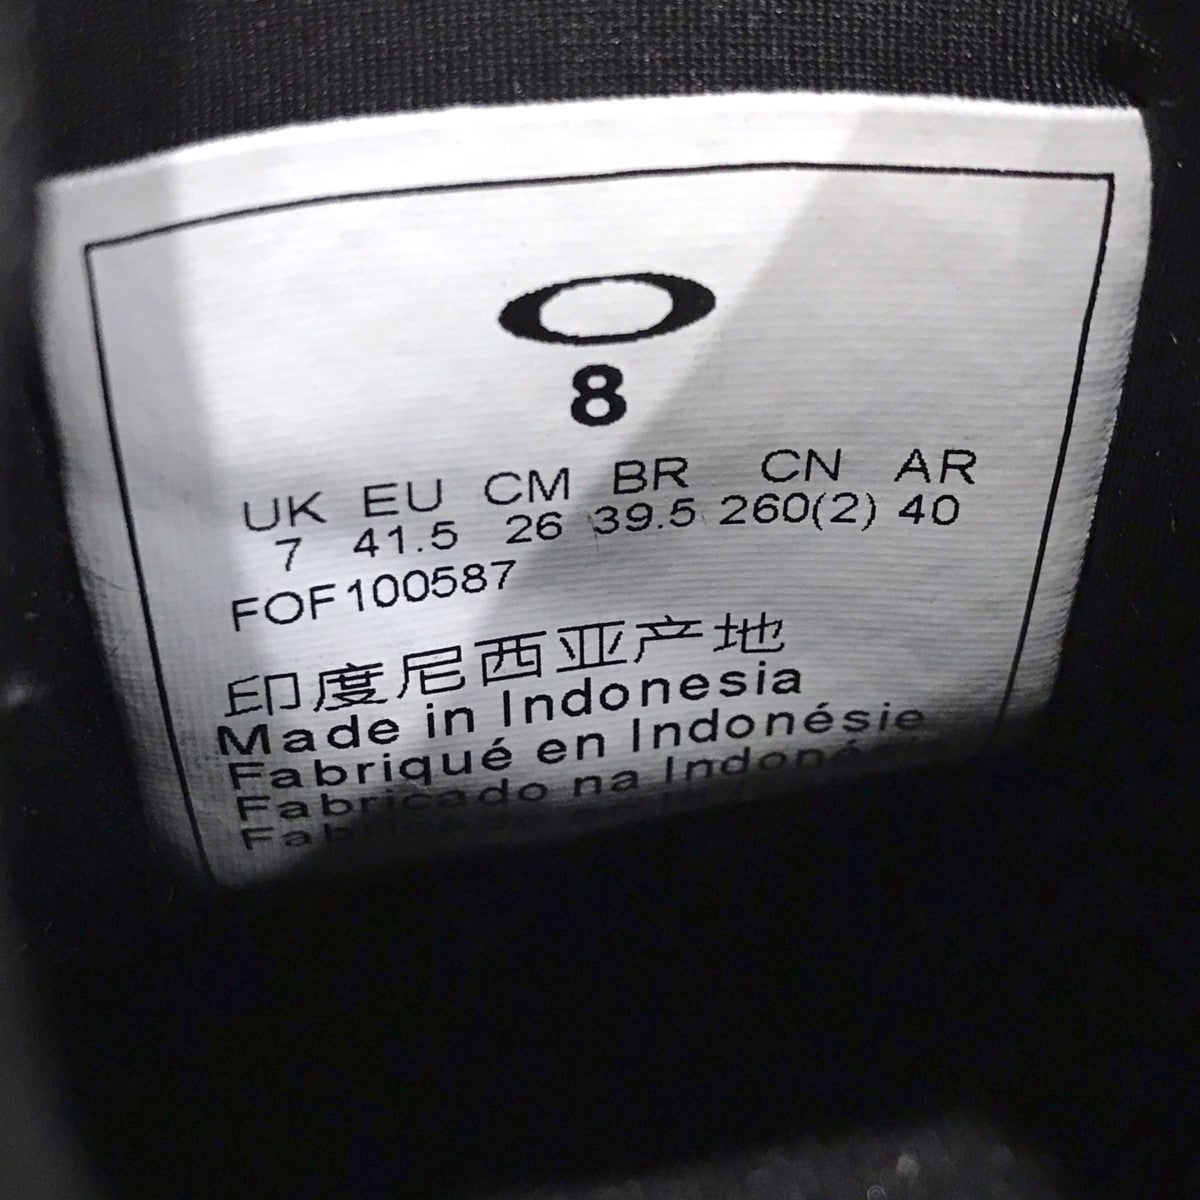 8
UK EU CM BR CN AR
7 41.5 26 39.5 260(2) 40
FOF100587
印度尼西亚产地
Made in Indonesia
Fabriqué en Indonésie
Fabricado na